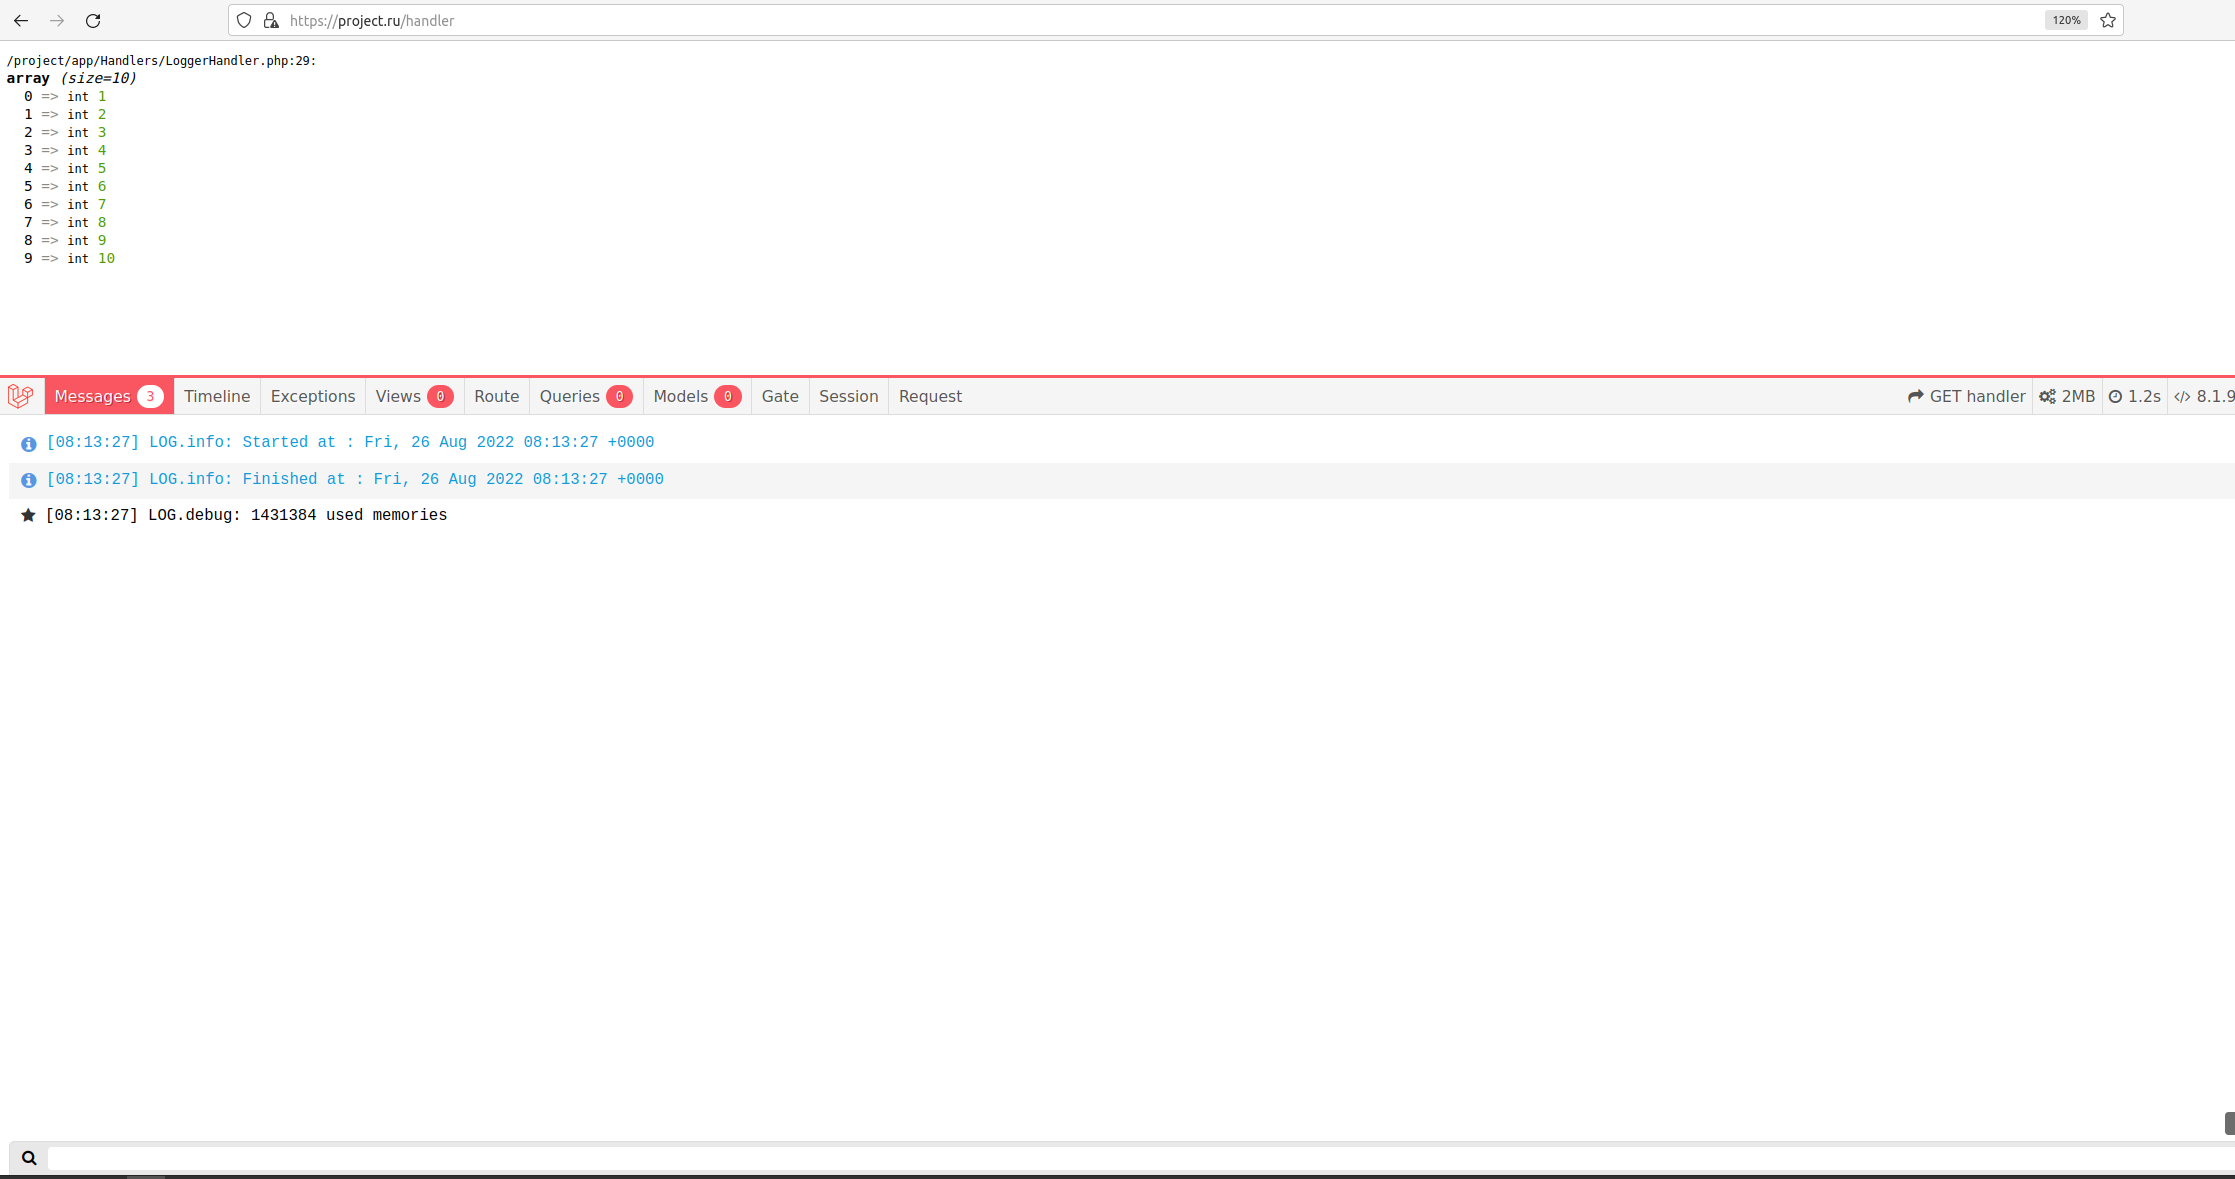 https://project.ru/handler
120%
/project/app/Handlers/LoggerHandler.php:29:
array (size=10)
0 => int 1
1 => int 2
2 => int 3
3 => int 4
4 => int 5
5 => int 6
6 => int 7
7 => int 8
8 => int 9
9 => int 10
Messages 3 Timeline Exceptions Views 0 Route Queries 0 Models 0 Gate Session Request GET handler 2MB 1.2s </> 8.1.9
[08:13:27] LOG.info: Started at : Fri, 26 Aug 2022 08:13:27 +0000
[08:13:27] LOG.info: Finished at : Fri, 26 Aug 2022 08:13:27 +0000
[08:13:27] LOG.debug: 1431384 used memories